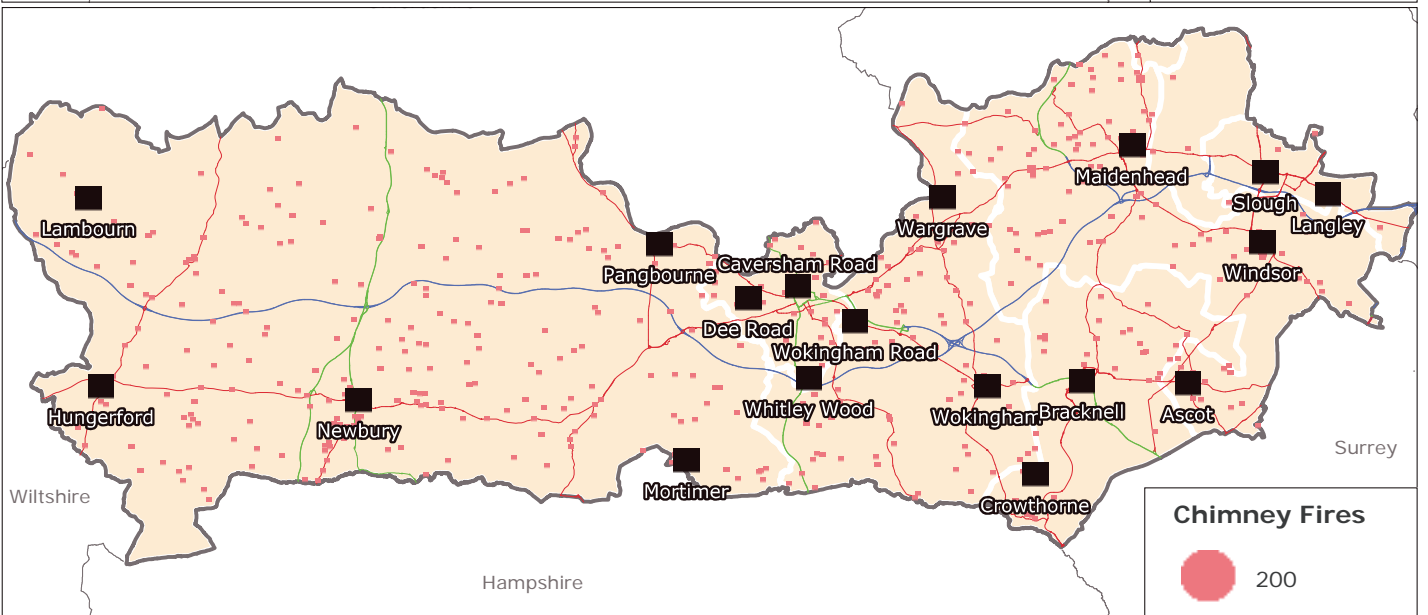 Maidenhead
Lambourn
Slough
Langley
Wargrave
Caversham Road
Pangbourne
Windsor
Dee Road
Wokingham Road
Whitley Wood
Hungerford
Newbury
Wokingham
Bracknell
Ascot
Surrey
Mortimer
Wiltshire
Crowthorne
Chimney Fires
200
Hampshire